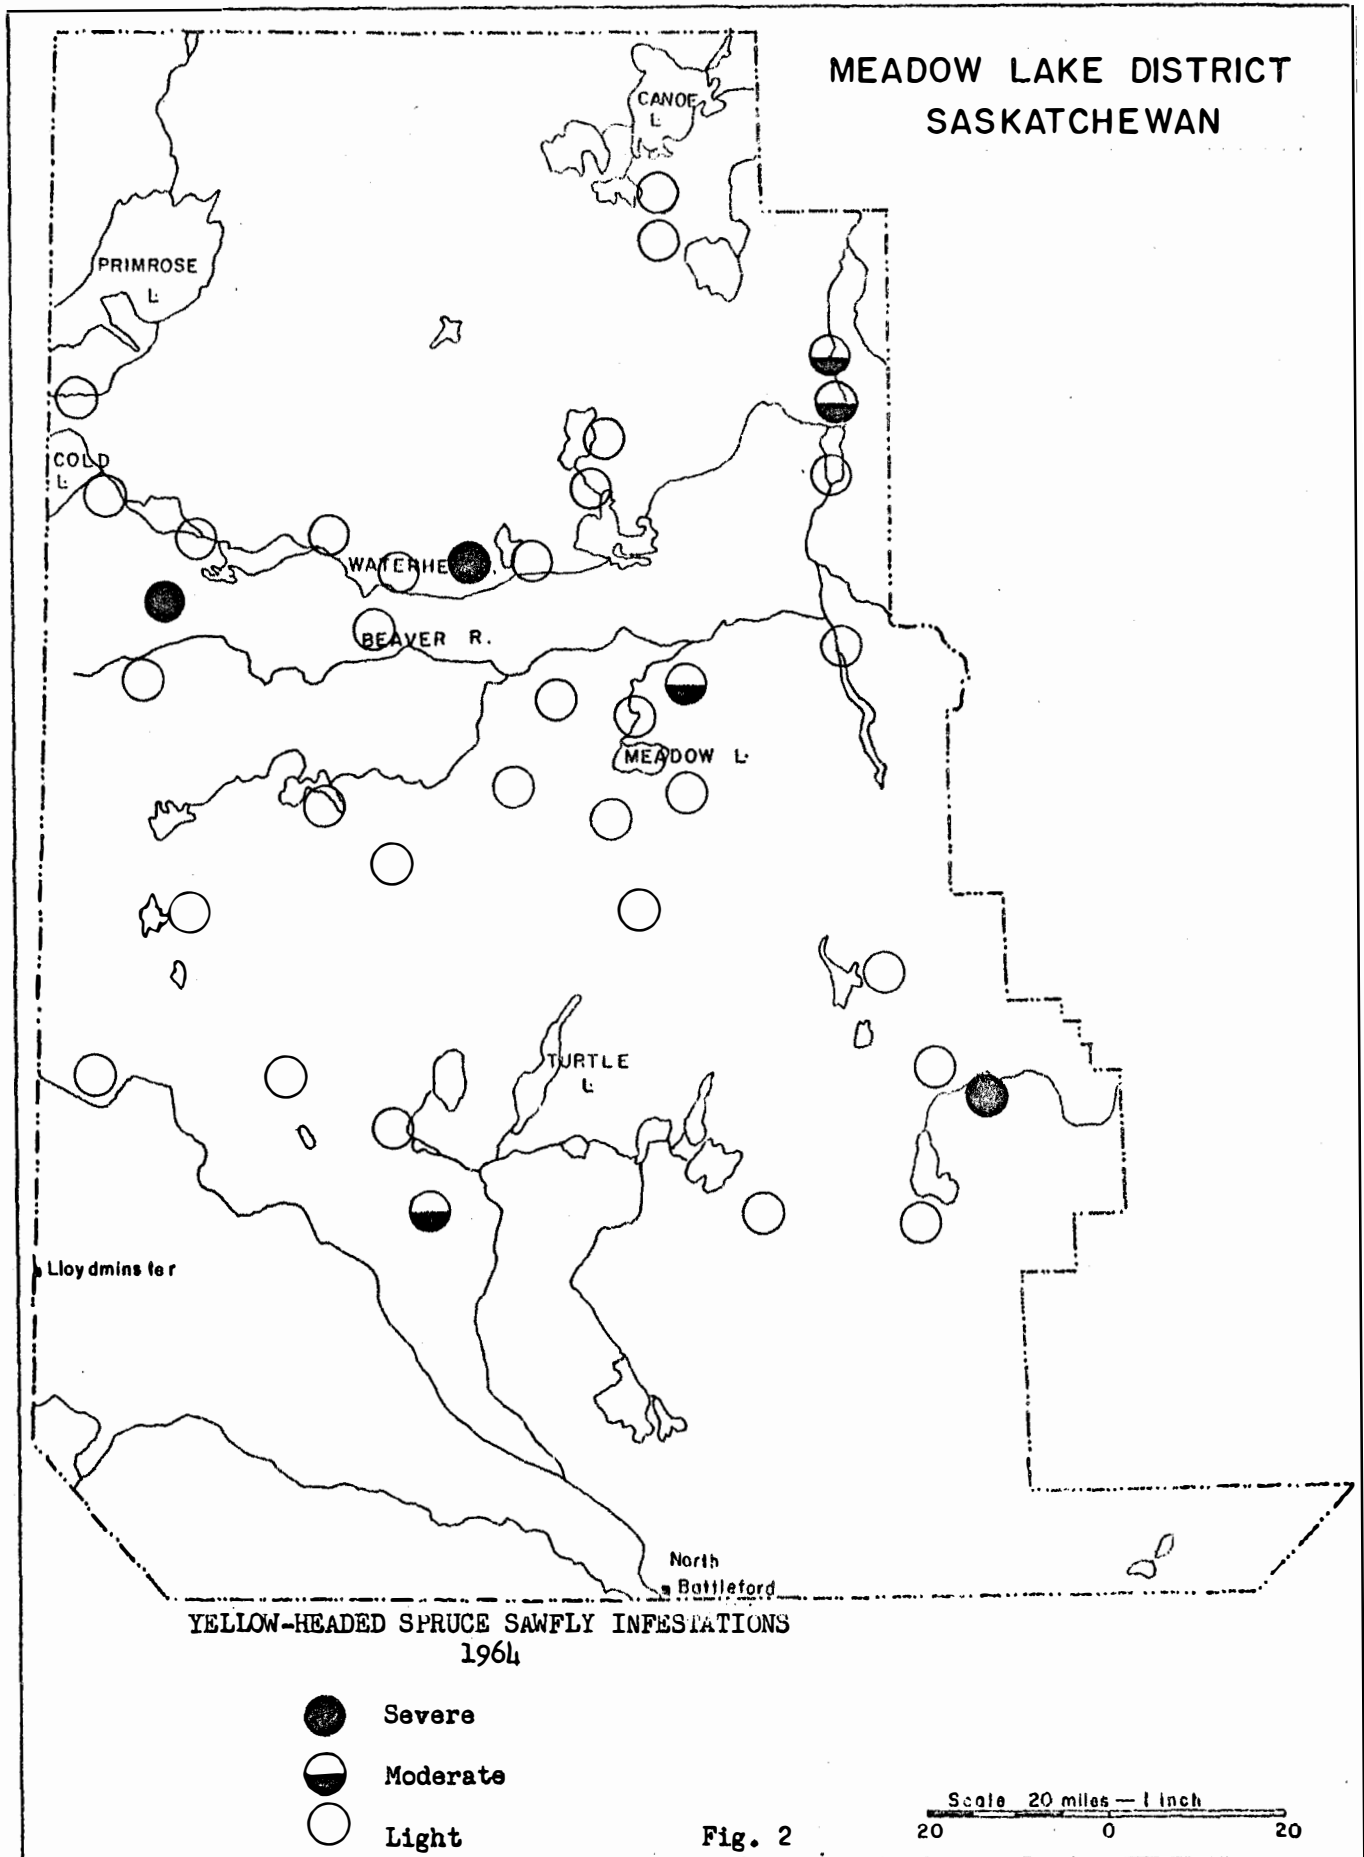 MEADOW LAKE DISTRICT
SASKATCHEWAN
CANOE
L.
PRIMROSE
L.
COLD
L.
WATERHE
BEAVER R.
MEADOW L.
TURTLE
L.
Lloydminster
North
Battleford
YELLOW-HEADED SPRUCE SAWFLY INFESTATIONS
1964
Severe
Moderate
Light
Fig. 2
Scale 20 miles — 1 inch
20 0 20